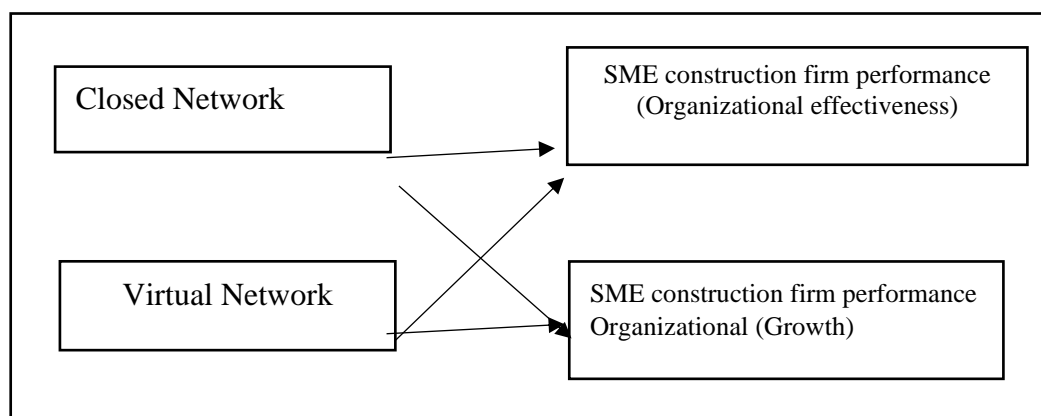 Closed Network
SME construction firm performance
(Organizational effectiveness)
Virtual Network
SME construction firm performance
Organizational (Growth)